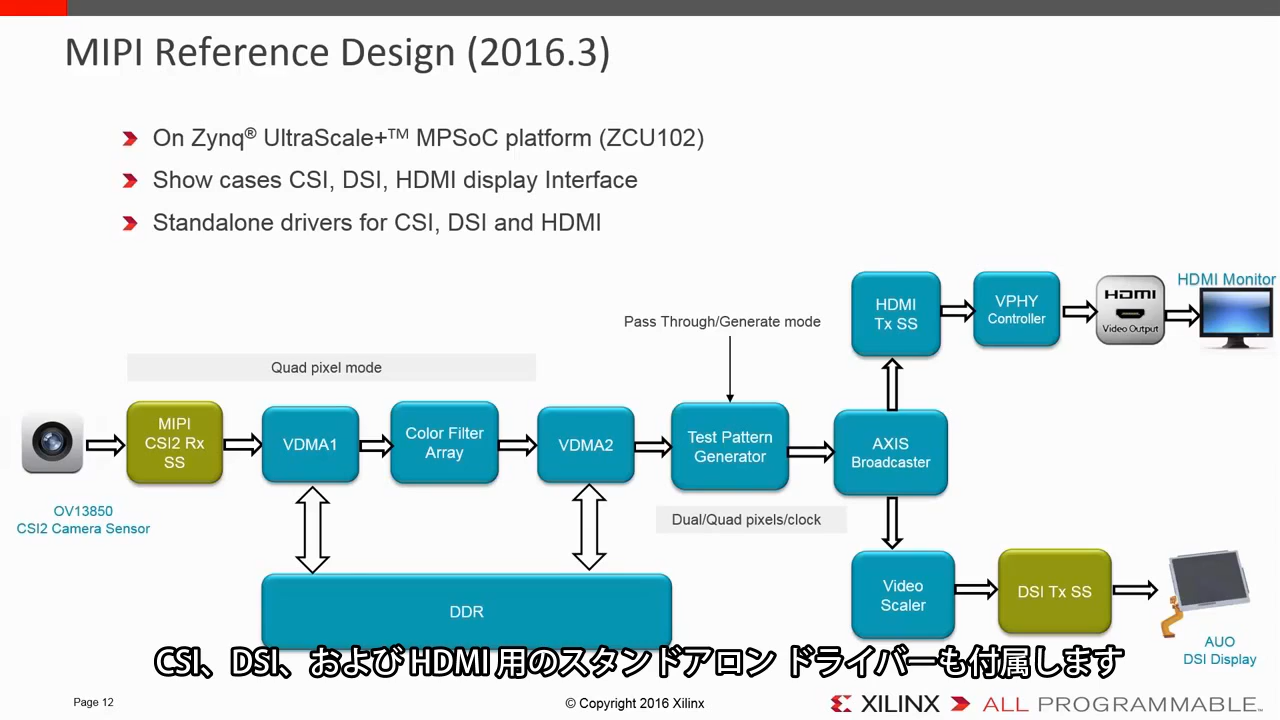 MIPI Reference Design (2016.3)
On Zynq® UltraScale+™ MPSoC platform (ZCU102)
Show cases CSI, DSI, HDMI display Interface
Standalone drivers for CSI, DSI and HDMI
HDMI Monitor
HDMI
Tx SS
VPHY
Controller
HDMI
Video Output
Pass Through/Generate mode
Quad pixel mode
MIPI
CSI2 Rx
SS
VDMA1
Color Filter
Array
VDMA2
Test Pattern
Generator
AXIS
Broadcaster
OV13850
CSI2 Camera Sensor
Dual/Quad pixels/clock
DDR
Video
Scaler
DSI Tx SS
AUO
DSI Display
CSI、DSI、および HDMI 用のスタンドアロン ドライバーも付属します
Page 12
© Copyright 2016 Xilinx
XILINX ALL PROGRAMMABLE™